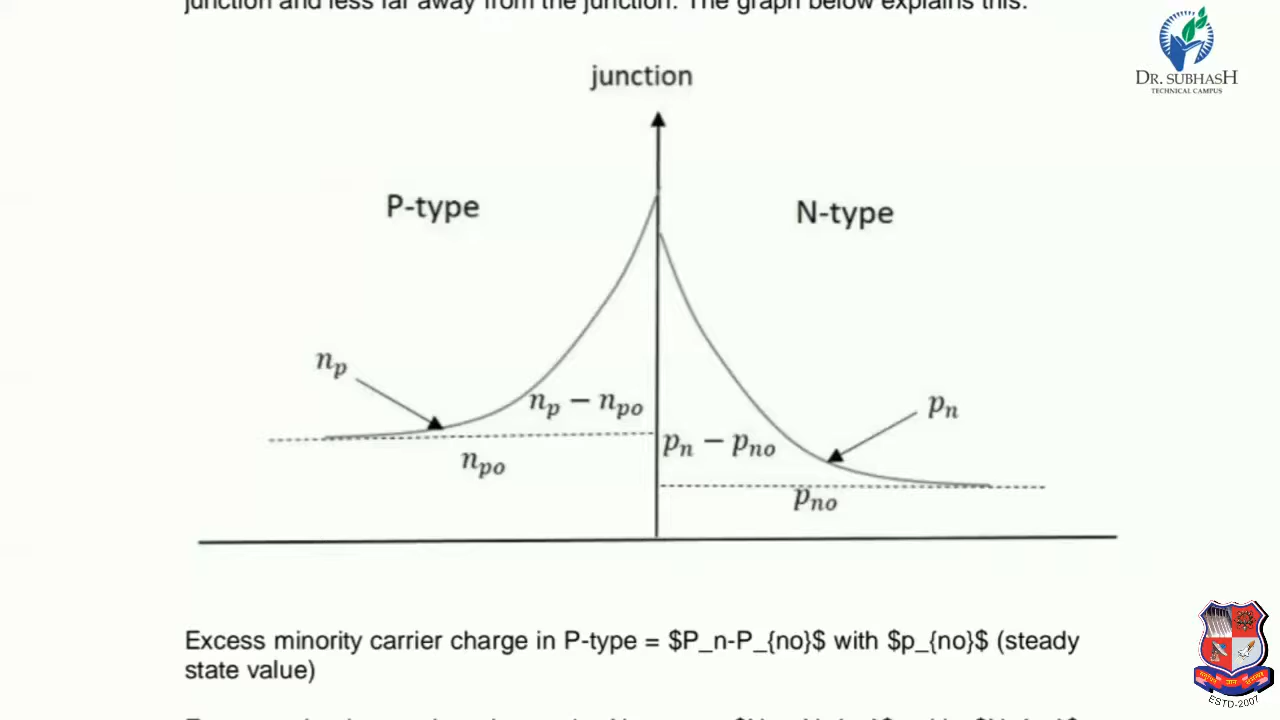 junction and less far away from the junction. The graph below explains this.
DR. SUBHASH
TECHNICAL CAMPUS
junction
P-type
N-type
n_p
n_p − n_po
p_n
p_n − p_no
n_po
p_no
Excess minority carrier charge in P-type = $P_n-P_{no}$ with $p_{no}$ (steady
state value)
ESTD-2007